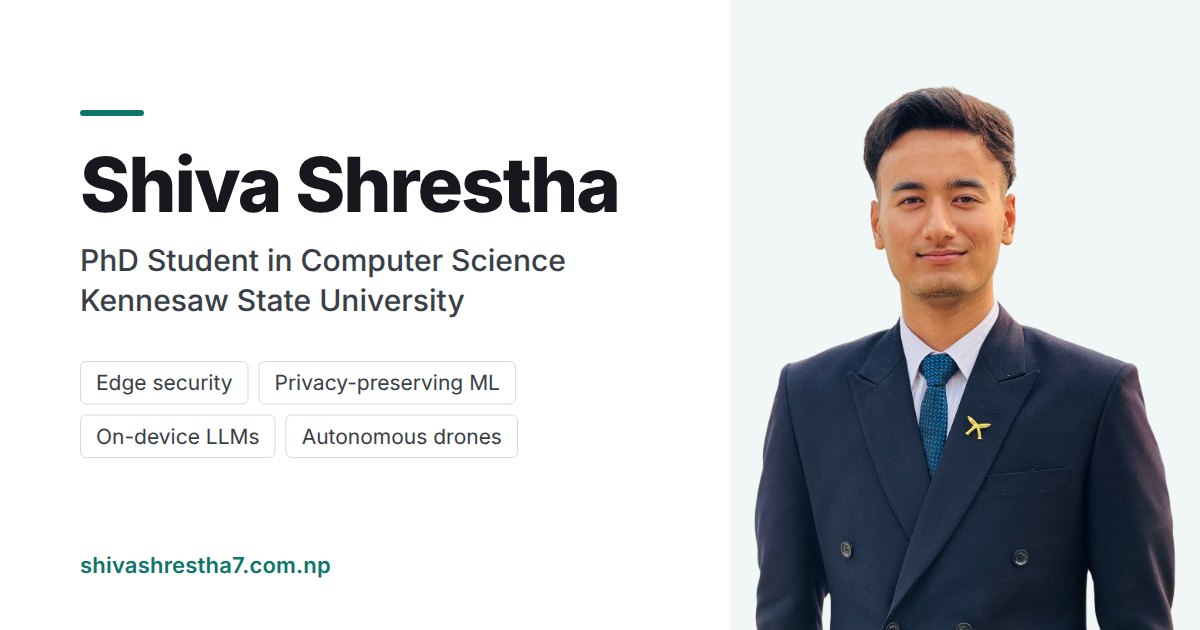 Shiva Shrestha
PhD Student in Computer Science
Kennesaw State University
Edge security
Privacy-preserving ML
On-device LLMs
Autonomous drones
shivashrestha7.com.np